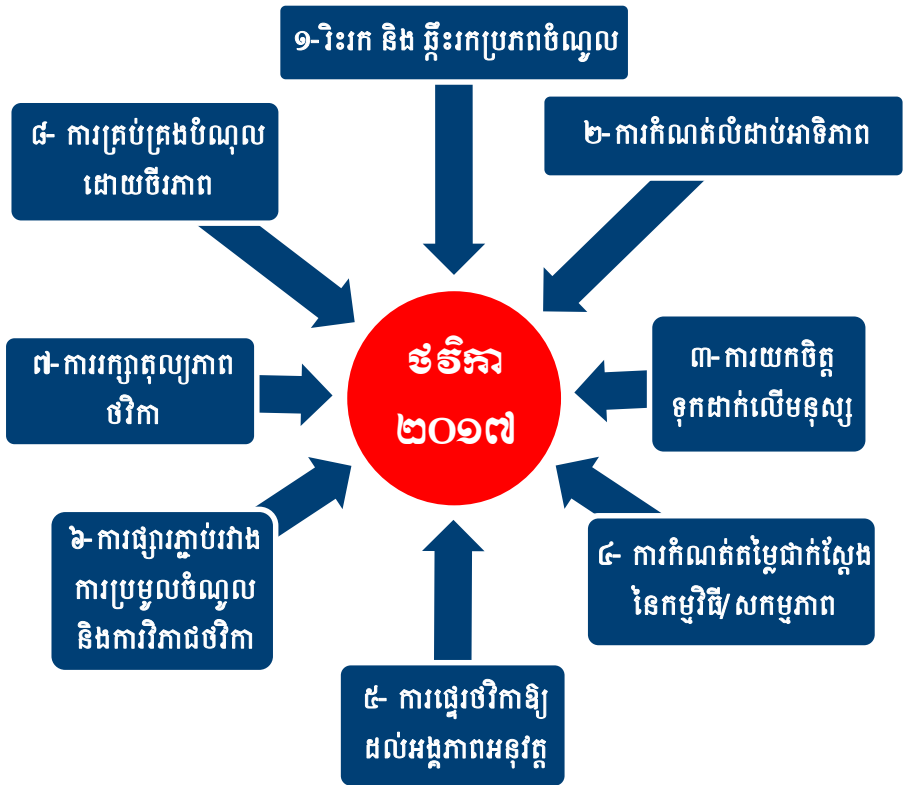 ១-រិះរក និង ឆ្កឹះរកប្រភពចំណូល
២-ការកំណត់លំដាប់អាទិភាព
៣-ការយកចិត្ត
ទុកដាក់លើមនុស្ស
៤- ការកំណត់តម្លៃជាក់ស្តែង
នៃកម្មវិធី/សកម្មភាព
៥- ការផ្ទេរថវិកាឱ្យ
ដល់អង្គភាពអនុវត្ត
៦-ការផ្សារភ្ជាប់រវាង
ការប្រមូលចំណូល
និងការវិភាជថវិកា
៧-ការរក្សាតុល្យភាព
ថវិកា
៨- ការគ្រប់គ្រងបំណុល
ដោយចីរភាព
ថវិកា
២០១៧